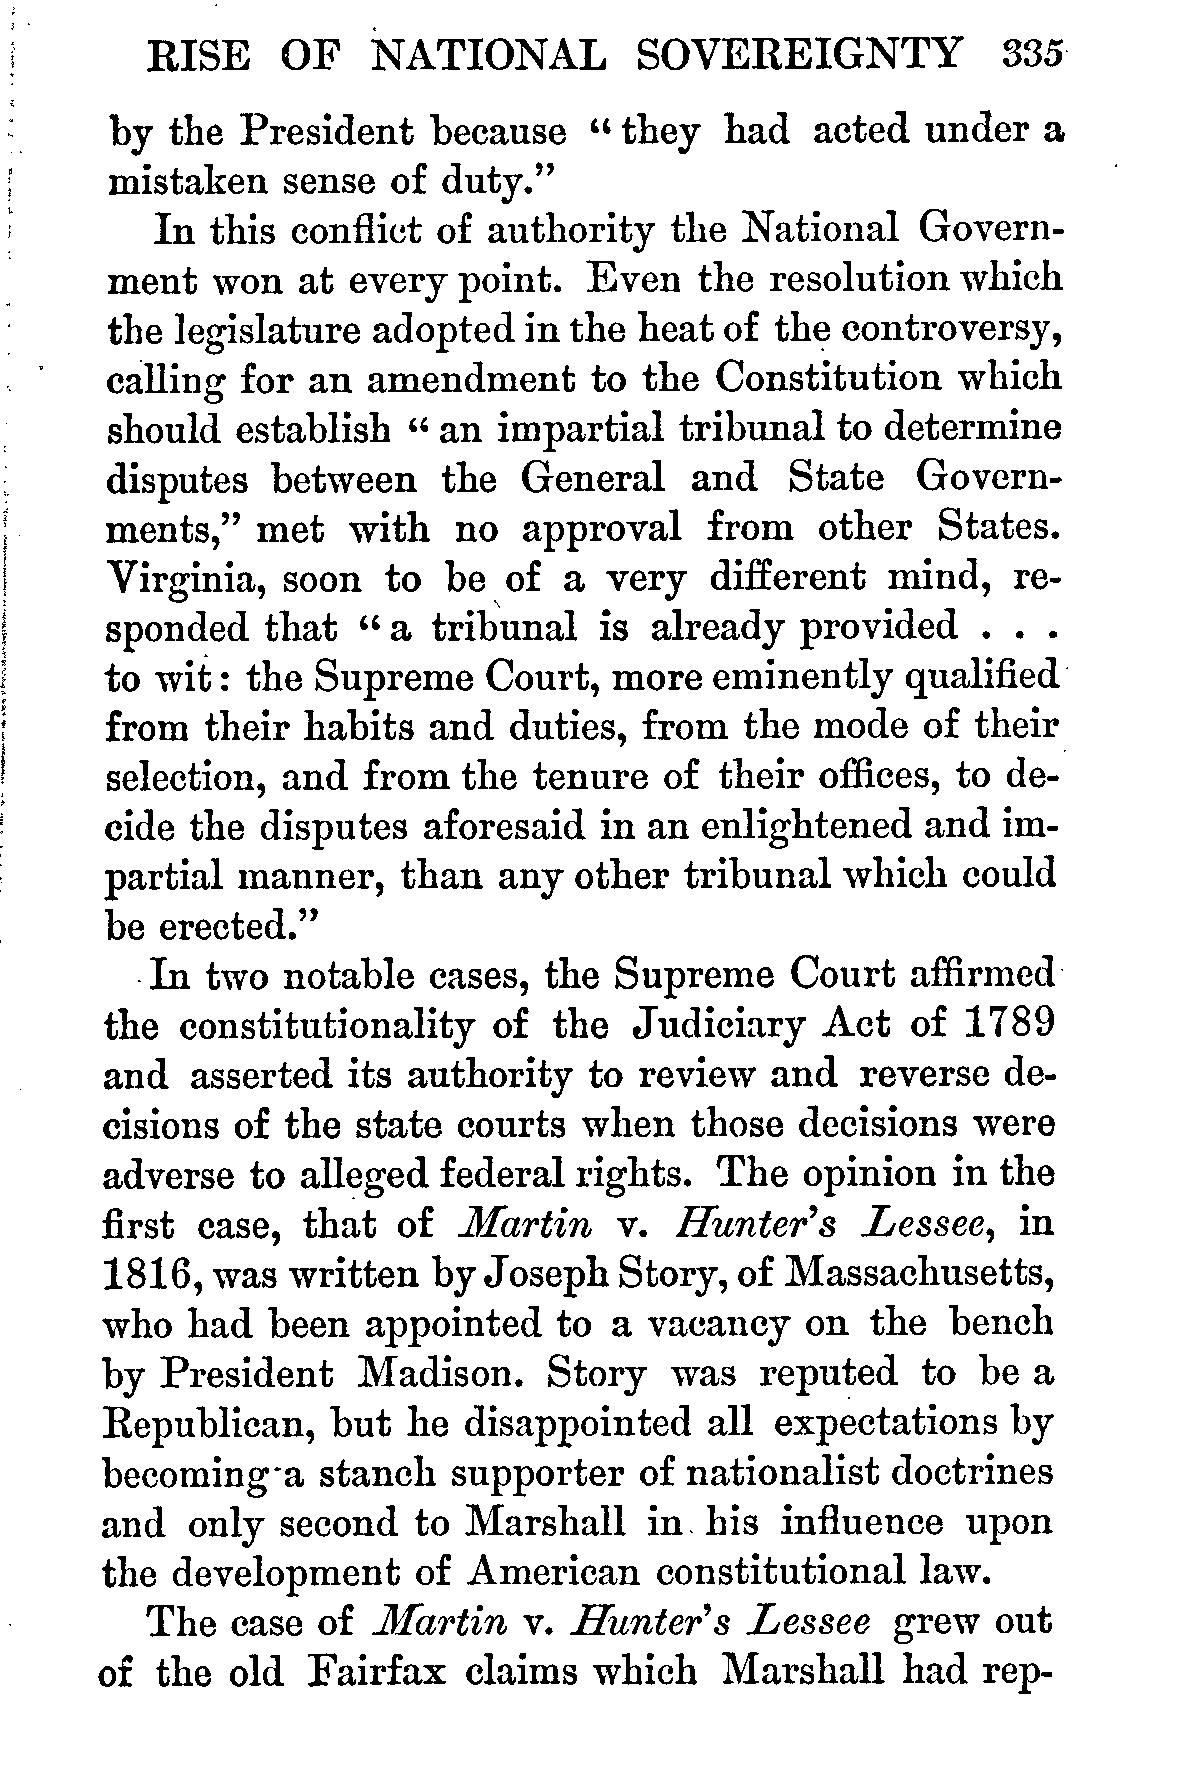 RISE OF NATIONAL SOVEREIGNTY 335
by the President because “ they had acted under a
mistaken sense of duty.”
In this conflict of authority the National Govern-
ment won at every point. Even the resolution which
the legislature adopted in the heat of the controversy,
calling for an amendment to the Constitution which
should establish “ an impartial tribunal to determine
disputes between the General and State Govern-
ments,” met with no approval from other States.
Virginia, soon to be of a very different mind, re-
sponded that “ a tribunal is already provided . . .
to wit: the Supreme Court, more eminently qualified
from their habits and duties, from the mode of their
selection, and from the tenure of their offices, to de-
cide the disputes aforesaid in an enlightened and im-
partial manner, than any other tribunal which could
be erected.”
In two notable cases, the Supreme Court affirmed
the constitutionality of the Judiciary Act of 1789
and asserted its authority to review and reverse de-
cisions of the state courts when those decisions were
adverse to alleged federal rights. The opinion in the
first case, that of Martin v. Hunter’s Lessee, in
1816, was written by Joseph Story, of Massachusetts,
who had been appointed to a vacancy on the bench
by President Madison. Story was reputed to be a
Republican, but he disappointed all expectations by
becoming a stanch supporter of nationalist doctrines
and only second to Marshall in his influence upon
the development of American constitutional law.
The case of Martin v. Hunter’s Lessee grew out
of the old Fairfax claims which Marshall had rep-